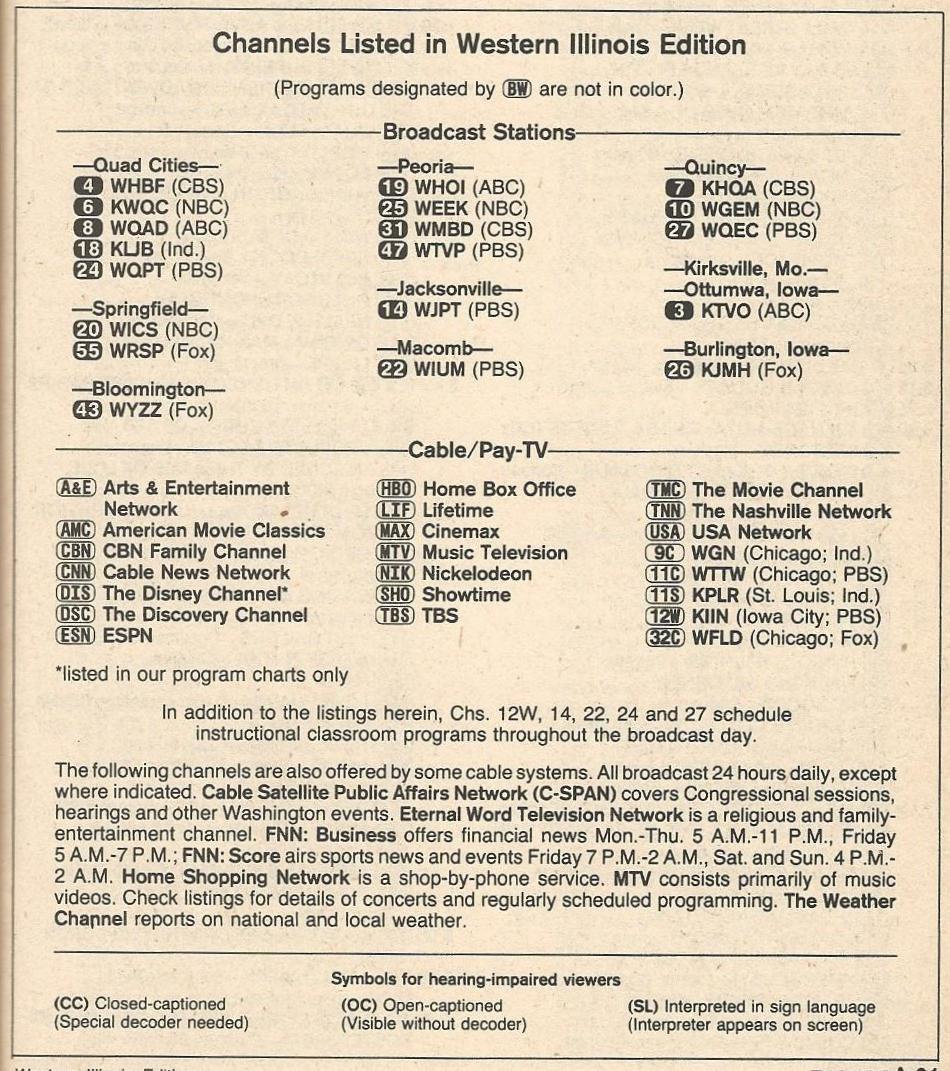 Channels Listed in Western Illinois Edition
(Programs designated by BW are not in color.)
Broadcast Stations
—Quad Cities—
4 WHBF (CBS)
6 KWQC (NBC)
8 WQAD (ABC)
18 KLJB (Ind.)
24 WQPT (PBS)
—Springfield—
20 WICS (NBC)
55 WRSP (Fox)
—Bloomington—
43 WYZZ (Fox)
—Peoria—
19 WHOI (ABC)
25 WEEK (NBC)
31 WMBD (CBS)
47 WTVP (PBS)
—Jacksonville—
14 WJPT (PBS)
—Macomb—
22 WIUM (PBS)
—Quincy—
7 KHQA (CBS)
10 WGEM (NBC)
27 WQEC (PBS)
—Kirksville, Mo.—
—Ottumwa, Iowa—
3 KTVO (ABC)
—Burlington, Iowa—
26 KJMH (Fox)
Cable/Pay-TV
A&E Arts & Entertainment
Network
AMC American Movie Classics
CBN CBN Family Channel
CNN Cable News Network
DIS The Disney Channel*
DSC The Discovery Channel
ESN ESPN
HBO Home Box Office
LIF Lifetime
MAX Cinemax
MTV Music Television
NIK Nickelodeon
SHO Showtime
TBS TBS
TMC The Movie Channel
TNN The Nashville Network
USA USA Network
9C WGN (Chicago; Ind.)
11C WTTW (Chicago; PBS)
11S KPLR (St. Louis; Ind.)
12W KIIN (Iowa City; PBS)
32C WFLD (Chicago; Fox)
*listed in our program charts only
In addition to the listings herein, Chs. 12W, 14, 22, 24 and 27 schedule
instructional classroom programs throughout the broadcast day.
The following channels are also offered by some cable systems. All broadcast 24 hours daily, except
where indicated. Cable Satellite Public Affairs Network (C-SPAN) covers Congressional sessions,
hearings and other Washington events. Eternal Word Television Network is a religious and family-
entertainment channel. FNN: Business offers financial news Mon.-Thu. 5 A.M.-11 P.M., Friday
5 A.M.-7 P.M.; FNN: Score airs sports news and events Friday 7 P.M.-2 A.M., Sat. and Sun. 4 P.M.-
2 A.M. Home Shopping Network is a shop-by-phone service. MTV consists primarily of music
videos. Check listings for details of concerts and regularly scheduled programming. The Weather
Channel reports on national and local weather.
Symbols for hearing-impaired viewers
(CC) Closed-captioned
(Special decoder needed)
(OC) Open-captioned
(Visible without decoder)
(SL) Interpreted in sign language
(Interpreter appears on screen)